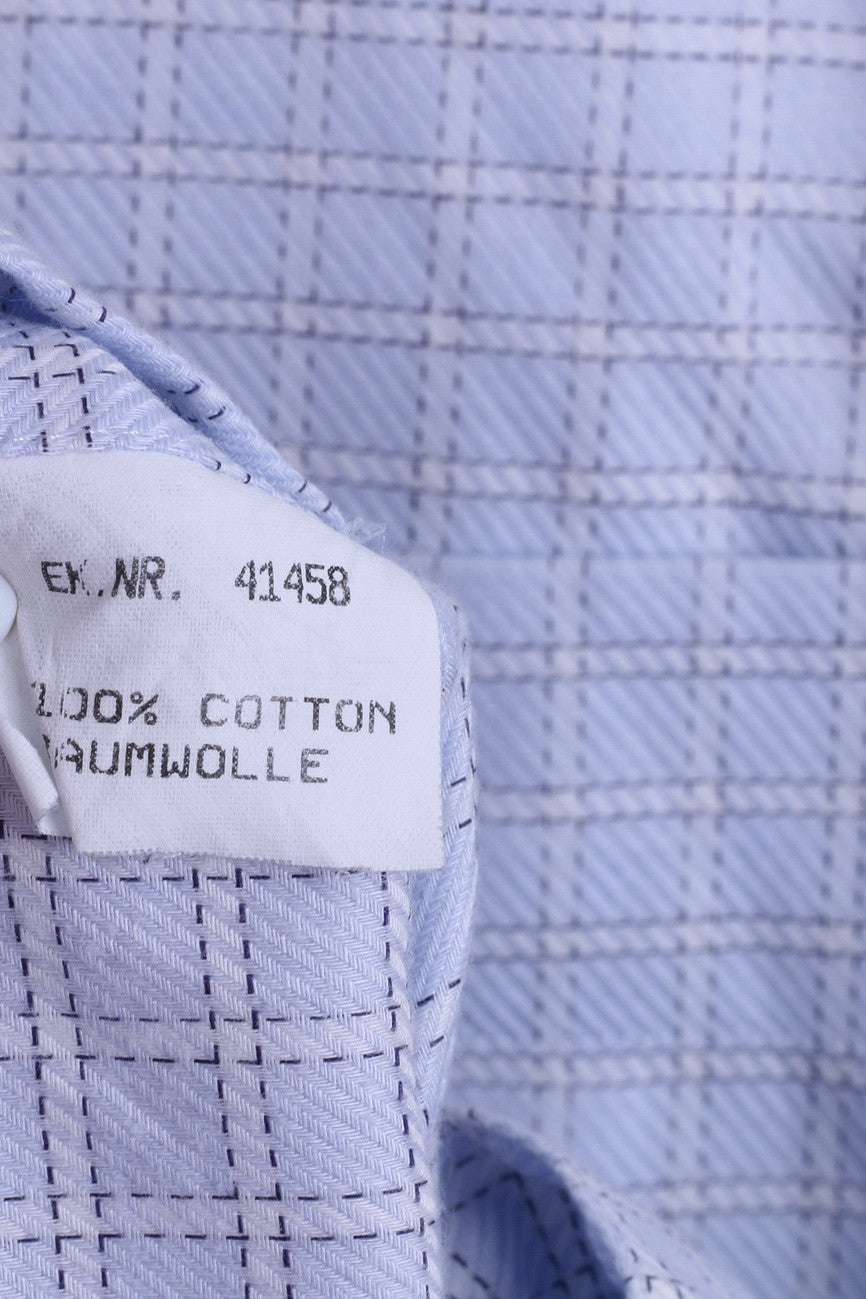 EK.NR. 41458
100% COTTON
BAUMWOLLE